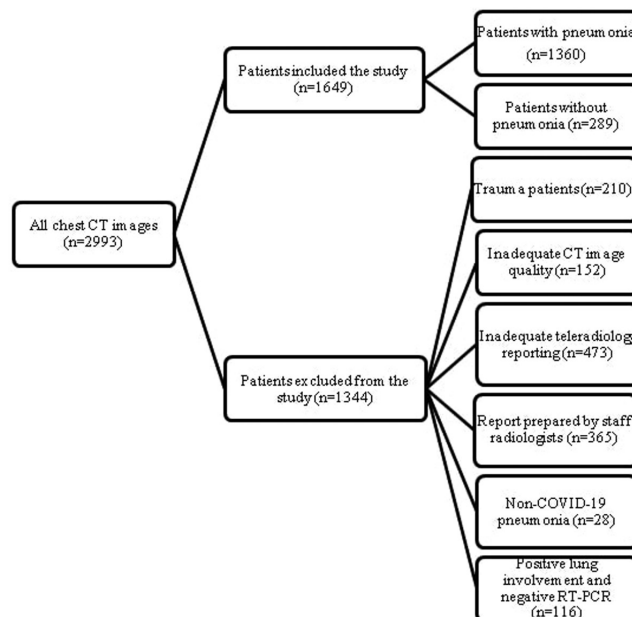 All chest CT images
(n=2993)
Patients included the study
(n=1649)
Patients with pneumonia
(n=1360)
Patients without
pneumonia (n=289)
Patients excluded from the
study (n=1344)
Trauma patients (n=210)
Inadequate CT image
quality (n=152)
Inadequate teleradiolog
reporting (n=473)
Report prepared by staff
radiologists (n=365)
Non-COVID-19
pneumonia (n=28)
Positive lung
involvement and
negative RT-PCR
(n=116)